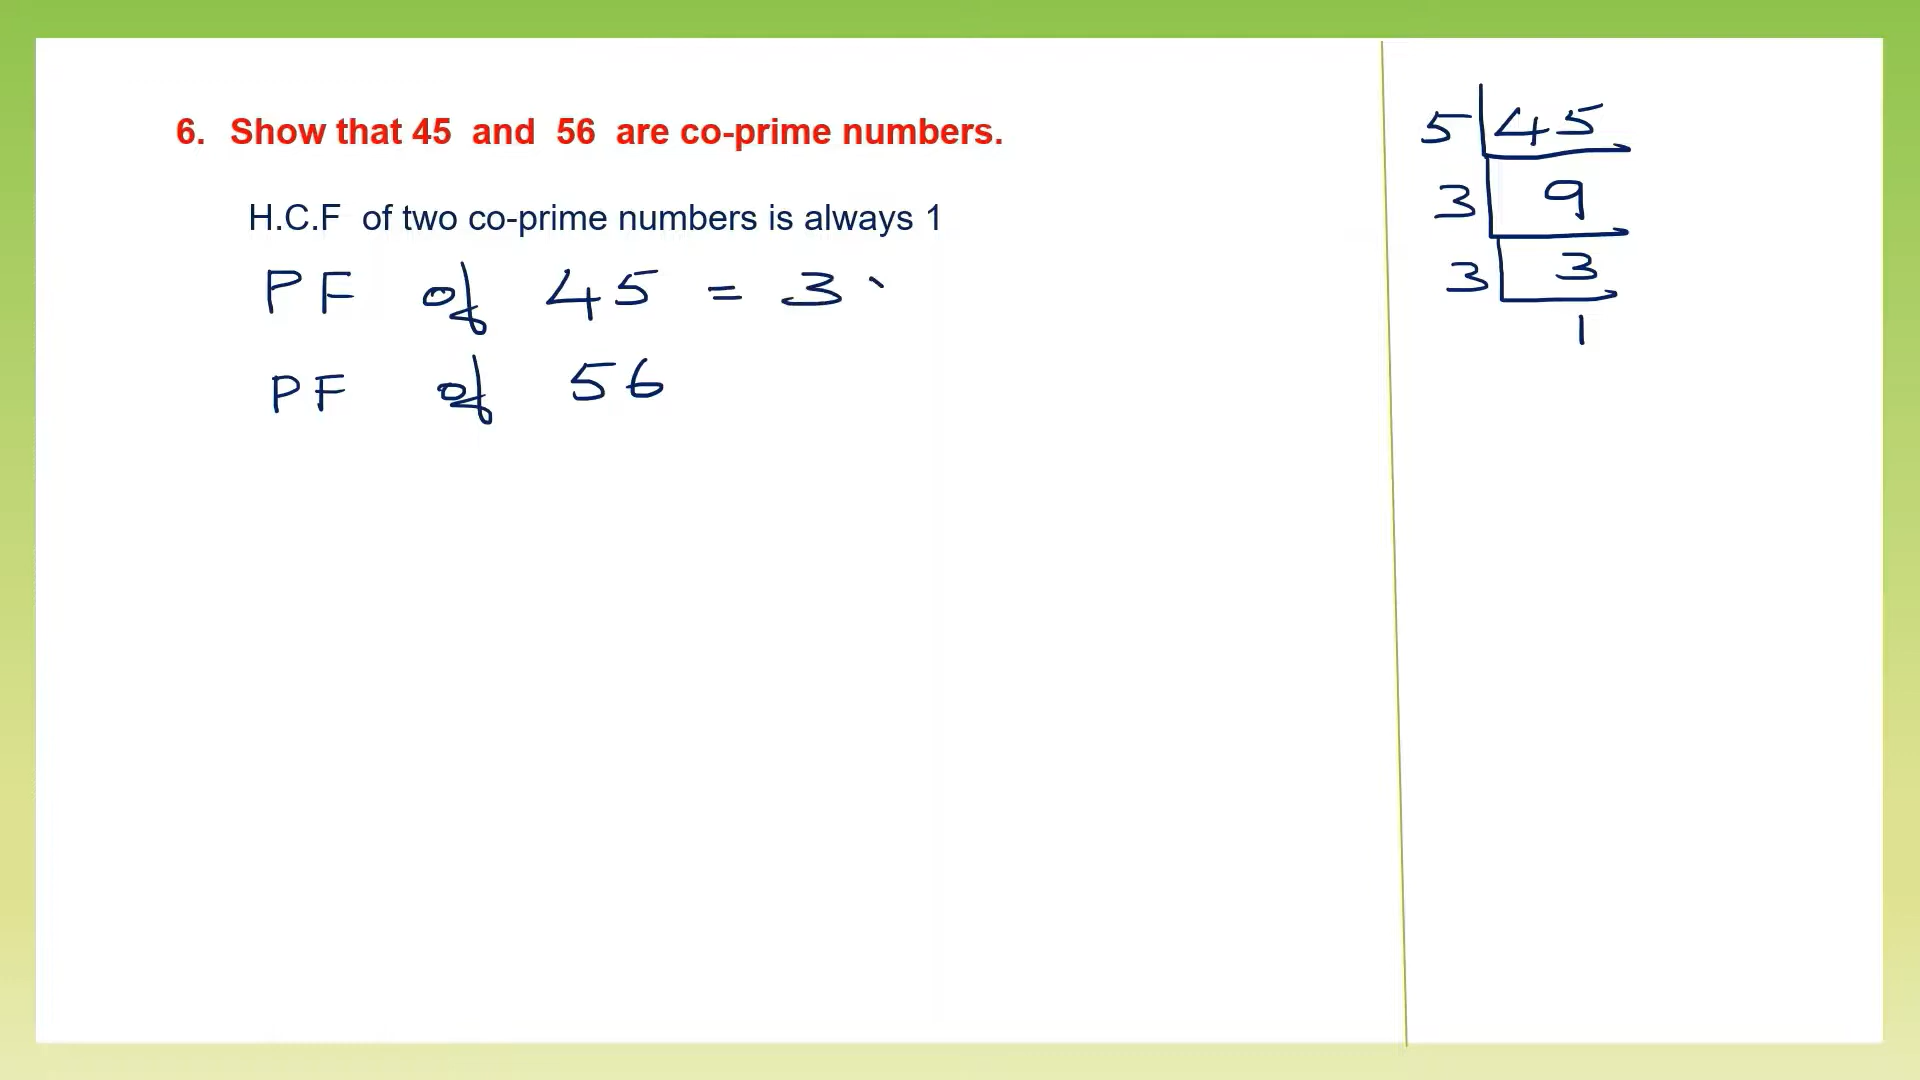 6. Show that 45 and 56 are co-prime numbers.
H.C.F of two co-prime numbers is always 1
PF of 45 = 3
PF of 56
5 45
3 9
3 3
1